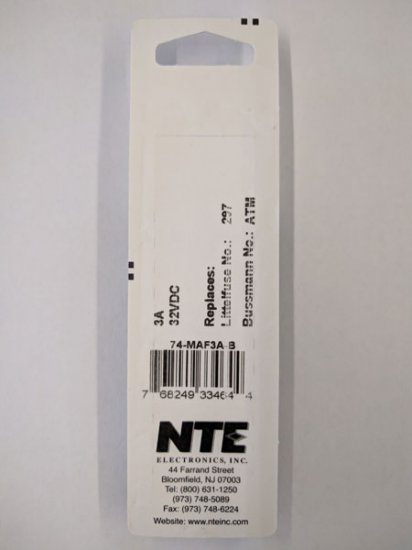 3A
32VDC
Replaces:
Littelfuse No.: 297
Bussmann No.: ATM
74-MAF3A-B
7 68249 33464 4
NTE
ELECTRONICS, INC.
44 Farrand Street
Bloomfield, NJ 07003
Tel: (800) 631-1250
(973) 748-5089
Fax: (973) 748-6224
Website: www.nteinc.com